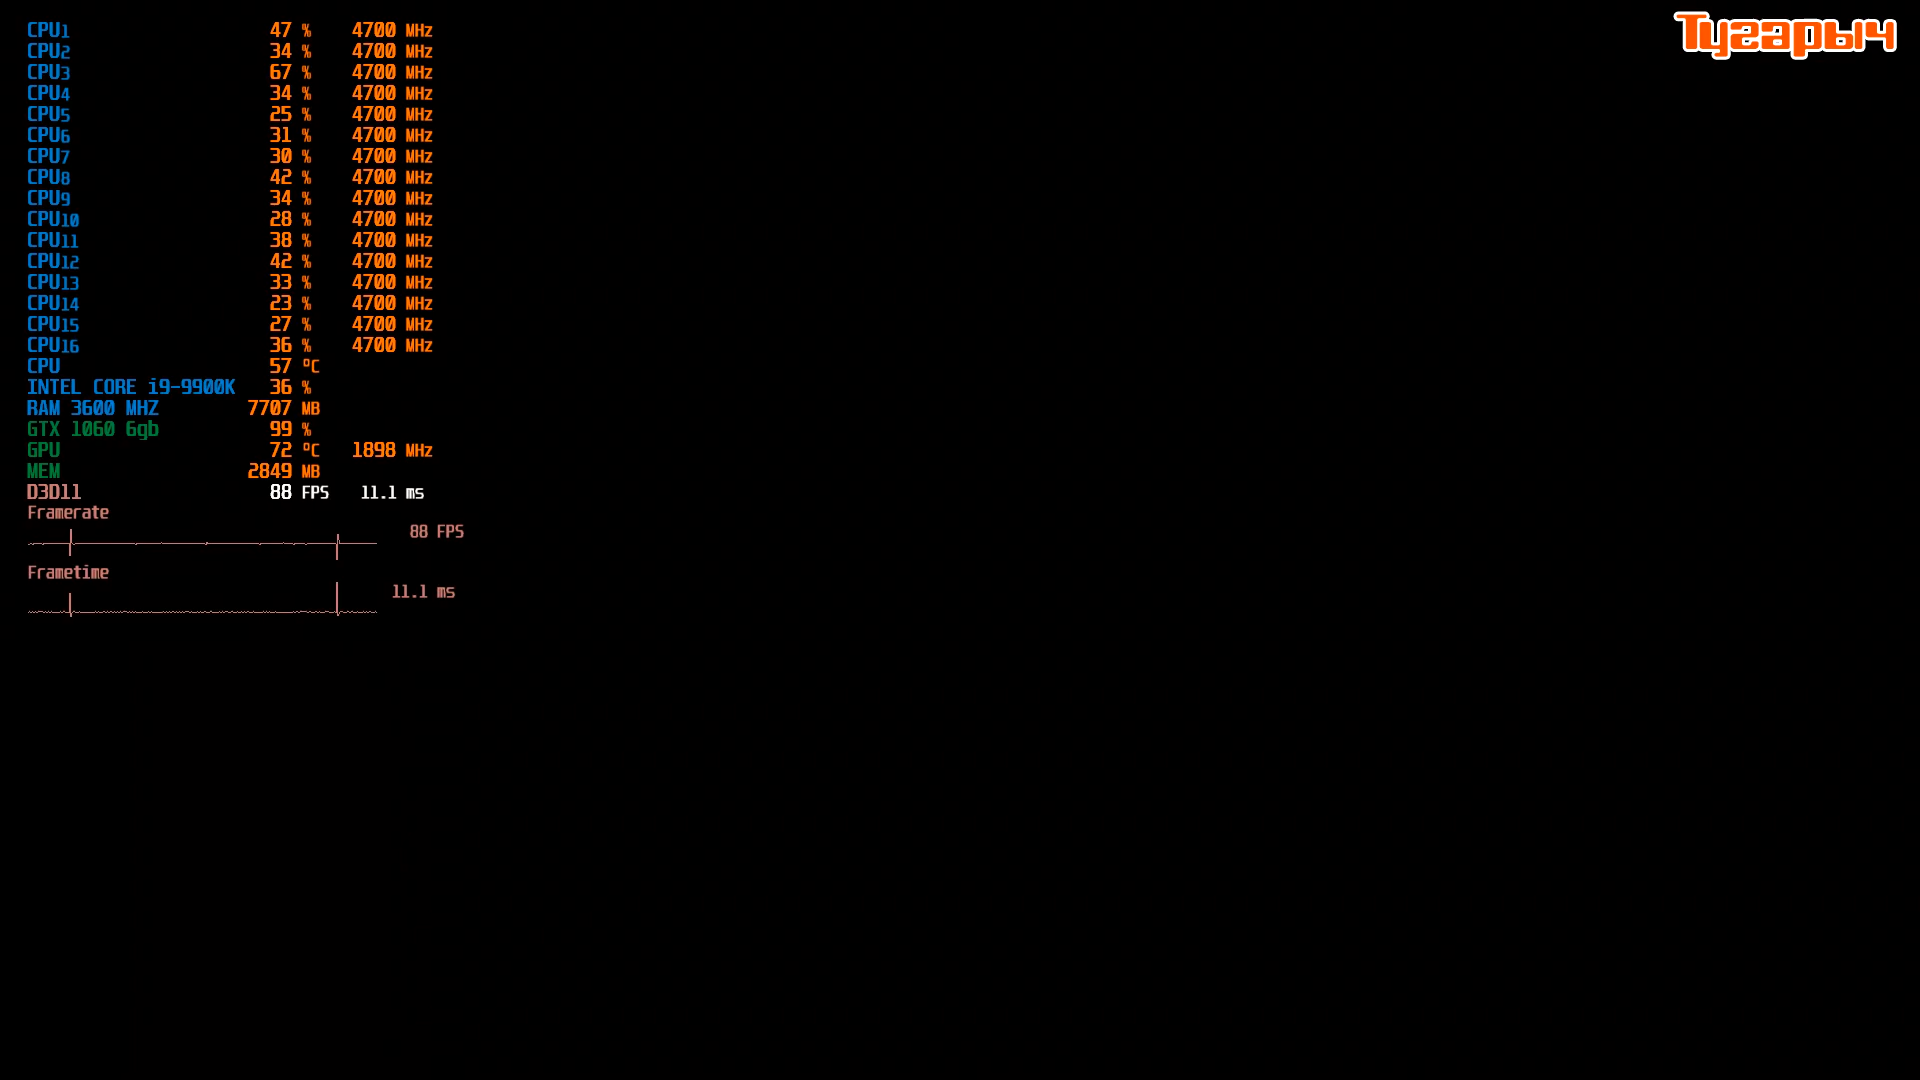 CPU1 47 % 4700 MHz
CPU2 34 % 4700 MHz
CPU3 67 % 4700 MHz
CPU4 34 % 4700 MHz
CPU5 25 % 4700 MHz
CPU6 31 % 4700 MHz
CPU7 30 % 4700 MHz
CPU8 42 % 4700 MHz
CPU9 34 % 4700 MHz
CPU10 28 % 4700 MHz
CPU11 38 % 4700 MHz
CPU12 42 % 4700 MHz
CPU13 33 % 4700 MHz
CPU14 23 % 4700 MHz
CPU15 27 % 4700 MHz
CPU16 36 % 4700 MHz
CPU 57 °C
INTEL CORE i9-9900K 36 %
RAM 3600 MHZ 7707 MB
GTX 1060 6gb 99 %
GPU 72 °C 1898 MHz
MEM 2849 MB
D3D11 88 FPS 11.1 ms
Framerate
88 FPS
Frametime
11.1 ms
Тугарыч